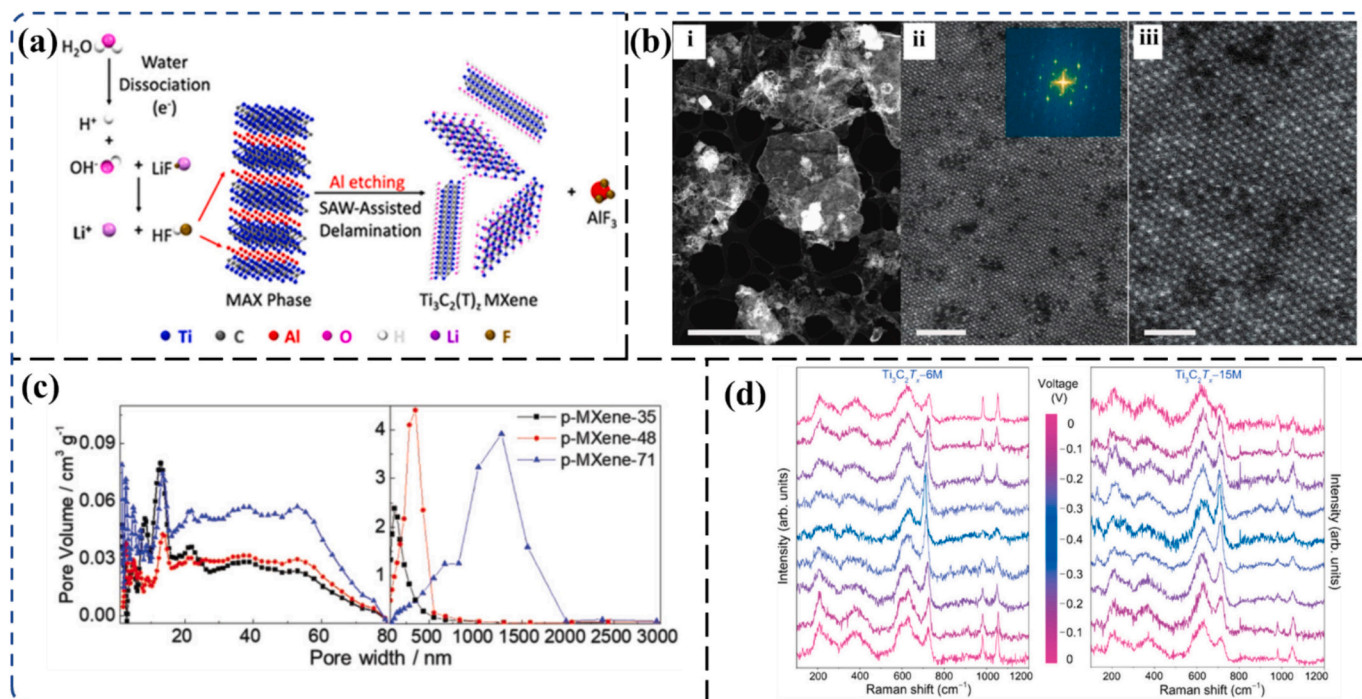 (a)
H₂O
Water
Dissociation
(e⁻)
H⁺
+
OH⁻ + LiF
Li⁺ + HF
Al etching
SAW-Assisted
Delamination
+
AlF₃
MAX Phase
Ti₃C₂(T)z MXene
Ti C Al O H Li F
(b)
i
ii
iii
(c)
Pore Volume / cm³ g⁻¹
0.09
0.06
0.03
0.00
4
3
2
1
0
p-MXene-35
p-MXene-48
p-MXene-71
20 40 60 80 500 1000 1500 2000 2500 3000
Pore width / nm
(d)
Ti₃C₂Tₓ–6M
Voltage
(V)
Ti₃C₂Tₓ–15M
0
−0.1
−0.2
−0.3
−0.4
−0.3
−0.2
−0.1
0
Intensity (arb. units)
Intensity (arb. units)
200 400 600 800 1000 1200
Raman shift (cm⁻¹)
200 400 600 800 1000 1200
Raman shift (cm⁻¹)